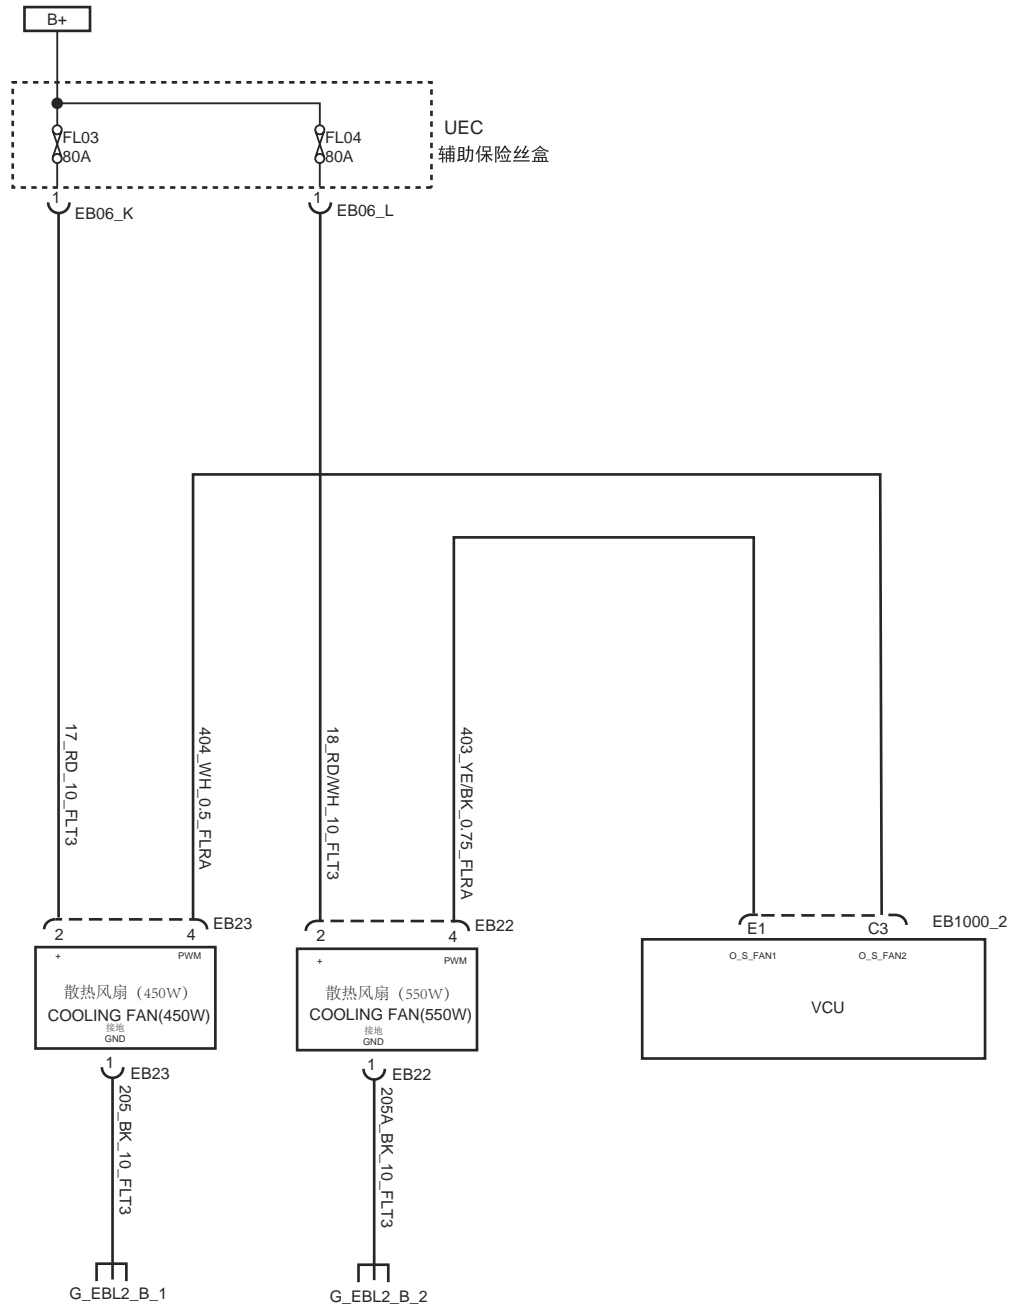 B+
FL03
80A
FL04
80A
UEC
辅助保险丝盒
1
EB06_K
1
EB06_L
17_RD_10_FLT3
404_WH_0.5_FLRA
18_RD/WH_10_FLT3
403_YE/BK_0.75_FLRA
2
4
EB23
2
4
EB22
E1
C3
EB1000_2
+
PWM
散热风扇（450W）
COOLING FAN(450W)
接地
GND
+
PWM
散热风扇（550W）
COOLING FAN(550W)
接地
GND
O_S_FAN1
O_S_FAN2
VCU
1
EB23
1
EB22
205_BK_10_FLT3
205A_BK_10_FLT3
G_EBL2_B_1
G_EBL2_B_2